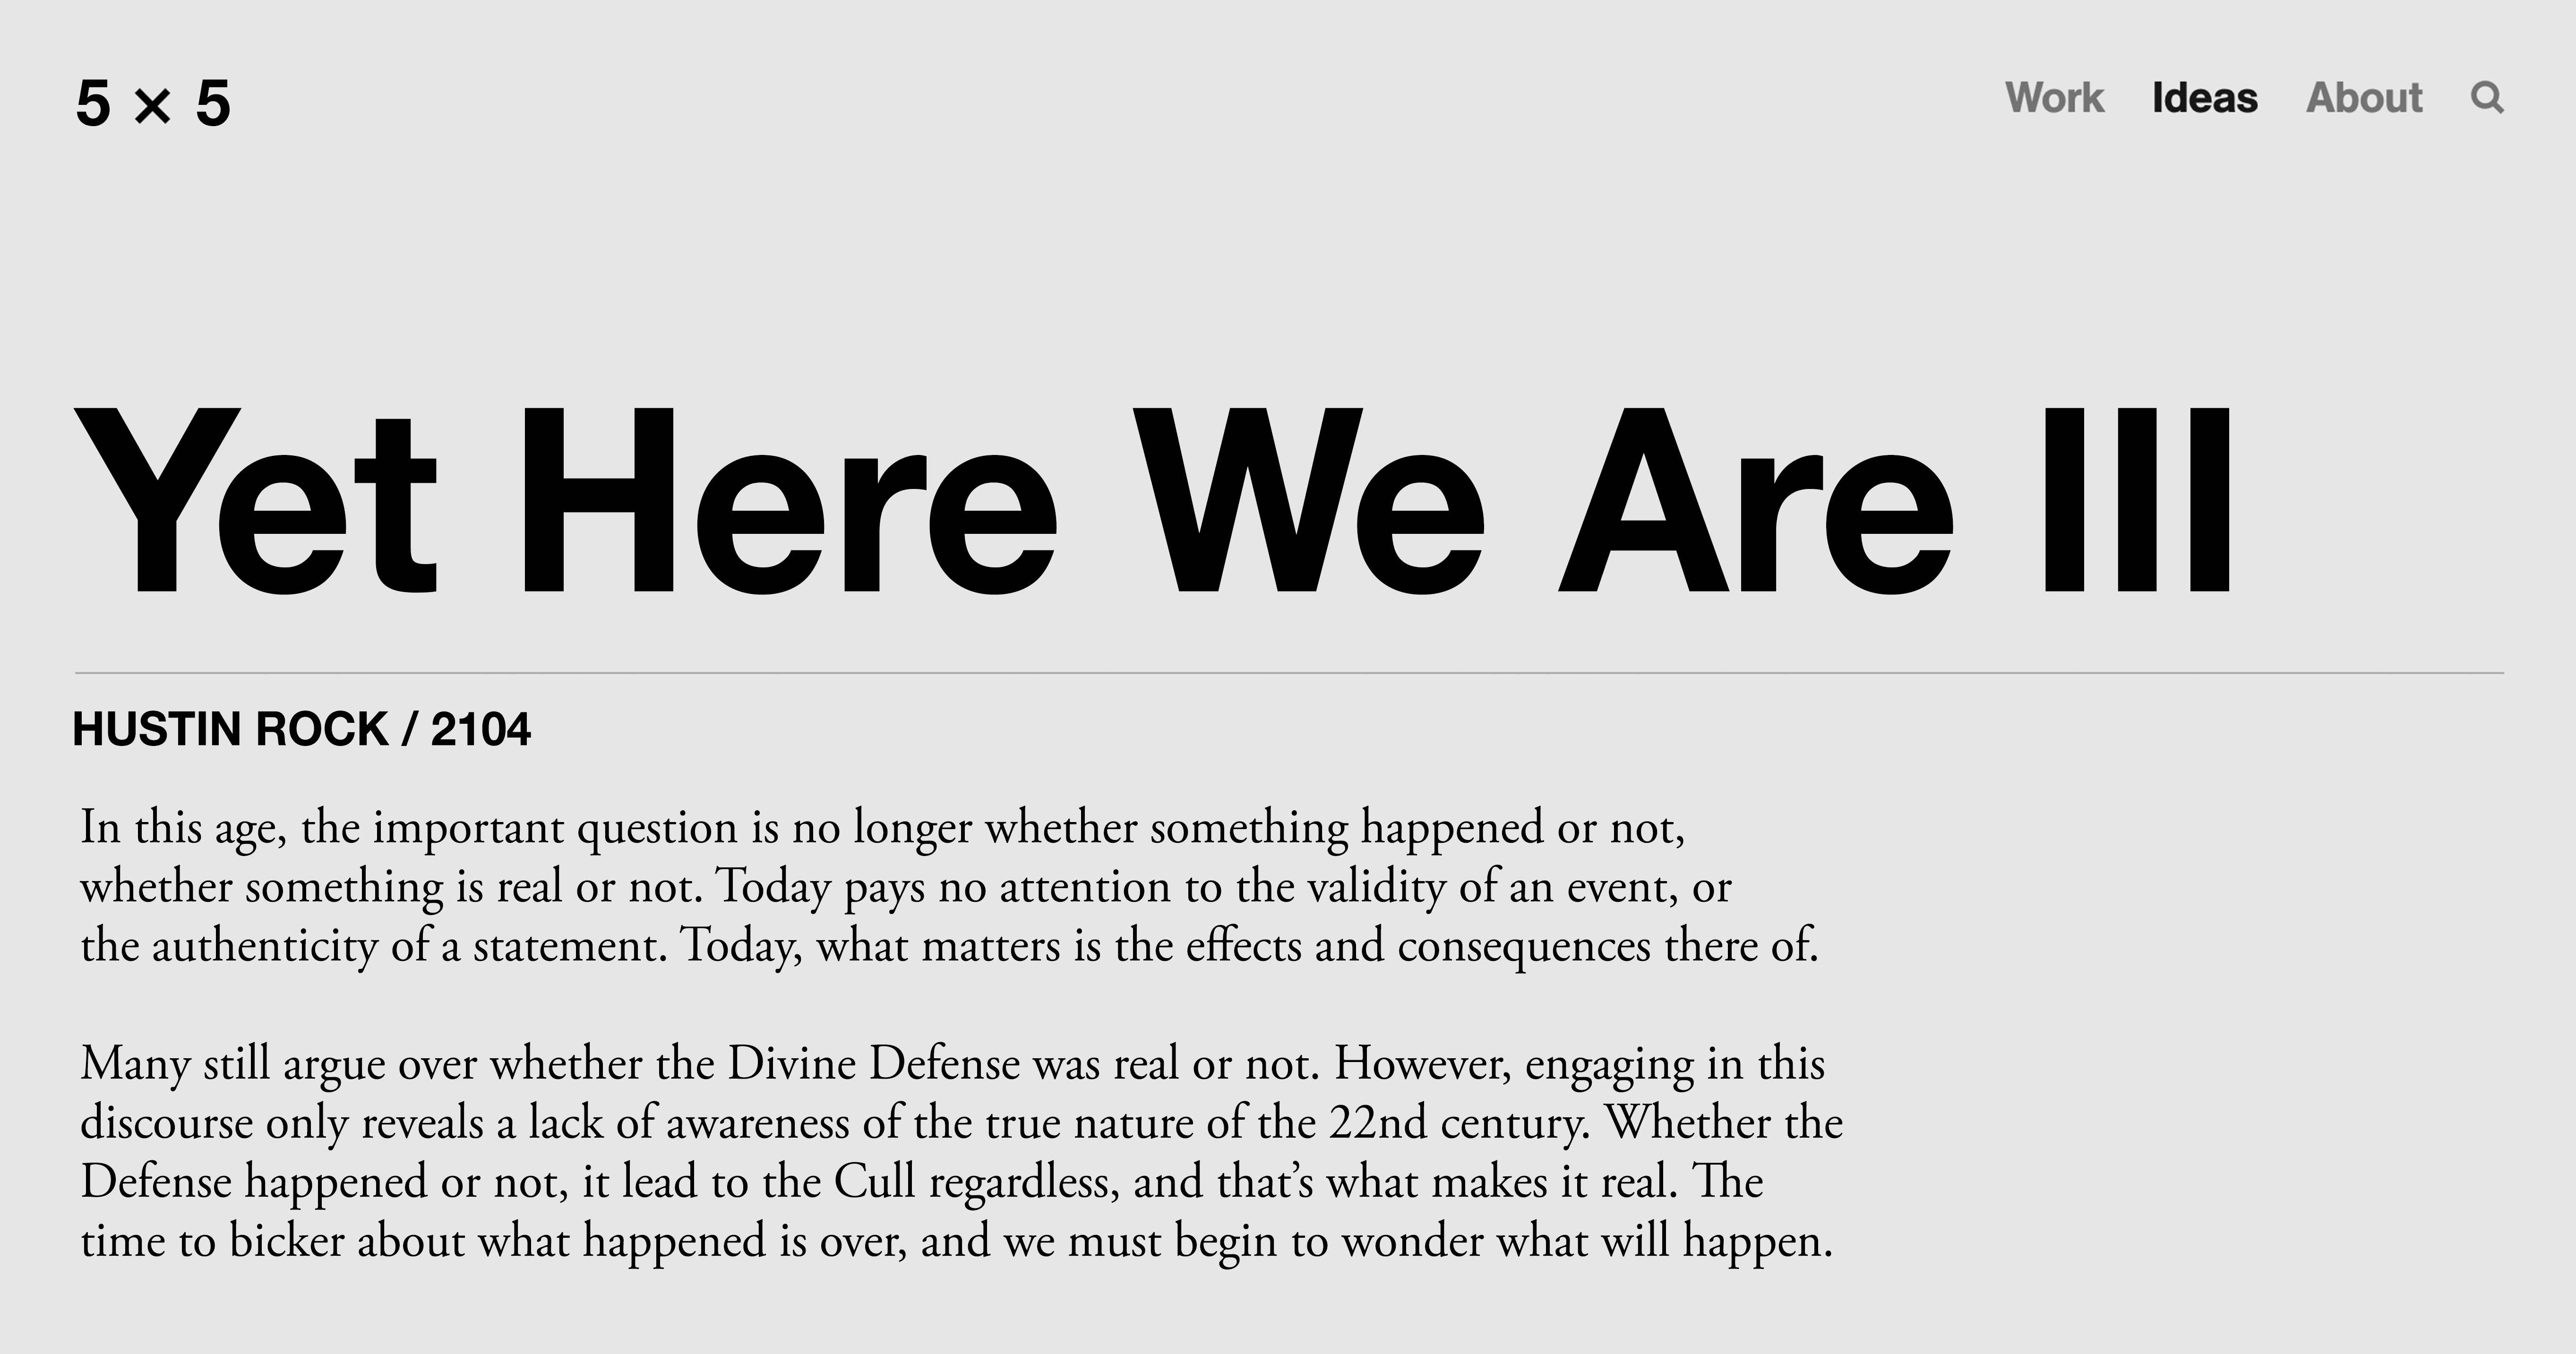 5 × 5
Work Ideas About
Yet Here We Are III
HUSTIN ROCK / 2104
In this age, the important question is no longer whether something happened or not,
whether something is real or not. Today pays no attention to the validity of an event, or
the authenticity of a statement. Today, what matters is the effects and consequences there of.
Many still argue over whether the Divine Defense was real or not. However, engaging in this
discourse only reveals a lack of awareness of the true nature of the 22nd century. Whether the
Defense happened or not, it lead to the Cull regardless, and that’s what makes it real. The
time to bicker about what happened is over, and we must begin to wonder what will happen.